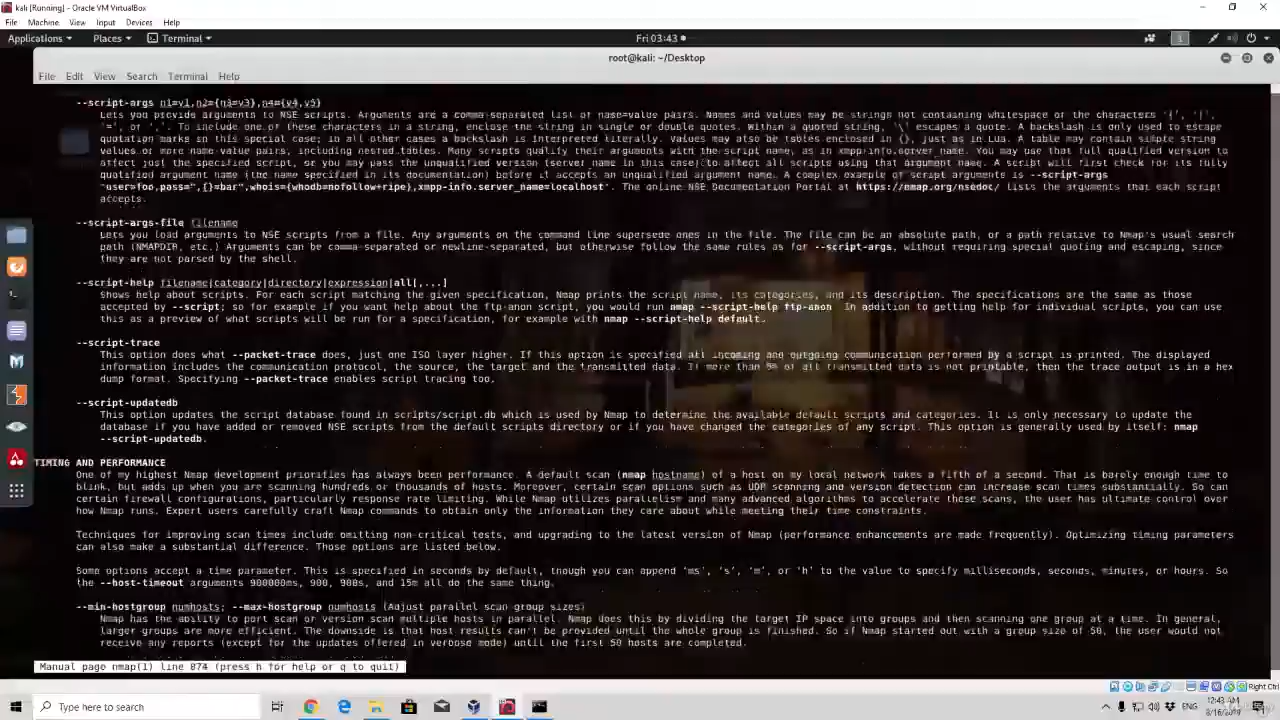 kali [Running] - Oracle VM VirtualBox
File Machine View Input Devices Help
Applications Places Terminal Fri 03:43 1
root@kali: ~/Desktop
File Edit View Search Terminal Help
--script-args n1=v1,n2={n3=v3},n4={v4,v5}
Lets you provide arguments to NSE scripts. Arguments are a comma-separated list of name=value pairs. Names and values may be strings not containing whitespace or the characters '{', '}',
'=', or ','. To include one of these characters in a string, enclose the string in single or double quotes. Within a quoted string, '\' escapes a quote. A backslash is only used to escape
quotation marks in this special case; in all other cases a backslash is interpreted literally. Values may also be tables enclosed in {}, just as in Lua. A table may contain simple string
values or more name-value pairs, including nested tables. Many scripts qualify their arguments with the script name, as in xmpp-info.server_name. You may use that full qualified version to
affect just the specified script, or you may pass the unqualified version (server_name in this case) to affect all scripts using that argument name. A script will first check for its fully
qualified argument name (the name specified in its documentation) before it accepts an unqualified argument name. A complex example of script arguments is --script-args
'user=foo,pass=",{}=bar",whois={whodb=nofollow+ripe},xmpp-info.server_name=localhost'. The online NSE Documentation Portal at https://nmap.org/nsedoc/ lists the arguments that each script
accepts.
--script-args-file filename
Lets you load arguments to NSE scripts from a file. Any arguments on the command line supersede ones in the file. The file can be an absolute path, or a path relative to Nmap's usual search
path (NMAPDIR, etc.) Arguments can be comma-separated or newline-separated, but otherwise follow the same rules as for --script-args, without requiring special quoting and escaping, since
they are not parsed by the shell.
--script-help filename|category|directory|expression|all[,...]
Shows help about scripts. For each script matching the given specification, Nmap prints the script name, its categories, and its description. The specifications are the same as those
accepted by --script; so for example if you want help about the ftp-anon script, you would run nmap --script-help ftp-anon. In addition to getting help for individual scripts, you can use
this as a preview of what scripts will be run for a specification, for example with nmap --script-help default.
--script-trace
This option does what --packet-trace does, just one ISO layer higher. If this option is specified all incoming and outgoing communication performed by a script is printed. The displayed
information includes the communication protocol, the source, the target and the transmitted data. If more than 5% of all transmitted data is not printable, then the trace output is in a hex
dump format. Specifying --packet-trace enables script tracing too.
--script-updatedb
This option updates the script database found in scripts/script.db which is used by Nmap to determine the available default scripts and categories. It is only necessary to update the
database if you have added or removed NSE scripts from the default scripts directory or if you have changed the categories of any script. This option is generally used by itself: nmap
--script-updatedb.
TIMING AND PERFORMANCE
One of my highest Nmap development priorities has always been performance. A default scan (nmap hostname) of a host on my local network takes a fifth of a second. That is barely enough time to
blink, but adds up when you are scanning hundreds or thousands of hosts. Moreover, certain scan options such as UDP scanning and version detection can increase scan times substantially. So can
certain firewall configurations, particularly response rate limiting. While Nmap utilizes parallelism and many advanced algorithms to accelerate these scans, the user has ultimate control over
how Nmap runs. Expert users carefully craft Nmap commands to obtain only the information they care about while meeting their time constraints.
Techniques for improving scan times include omitting non-critical tests, and upgrading to the latest version of Nmap (performance enhancements are made frequently). Optimizing timing parameters
can also make a substantial difference. Those options are listed below.
Some options accept a time parameter. This is specified in seconds by default, though you can append 'ms', 's', 'm', or 'h' to the value to specify milliseconds, seconds, minutes, or hours. So
the --host-timeout arguments 900000ms, 900, 900s, and 15m all do the same thing.
--min-hostgroup numhosts; --max-hostgroup numhosts (Adjust parallel scan group sizes)
Nmap has the ability to port scan or version scan multiple hosts in parallel. Nmap does this by dividing the target IP space into groups and then scanning one group at a time. In general,
larger groups are more efficient. The downside is that host results can't be provided until the whole group is finished. So if Nmap started out with a group size of 50, the user would not
receive any reports (except for the updates offered in verbose mode) until the first 50 hosts are completed.
Manual page nmap(1) line 874 (press h for help or q to quit)
Right Ctrl
Type here to search
ENG
12:43 AM